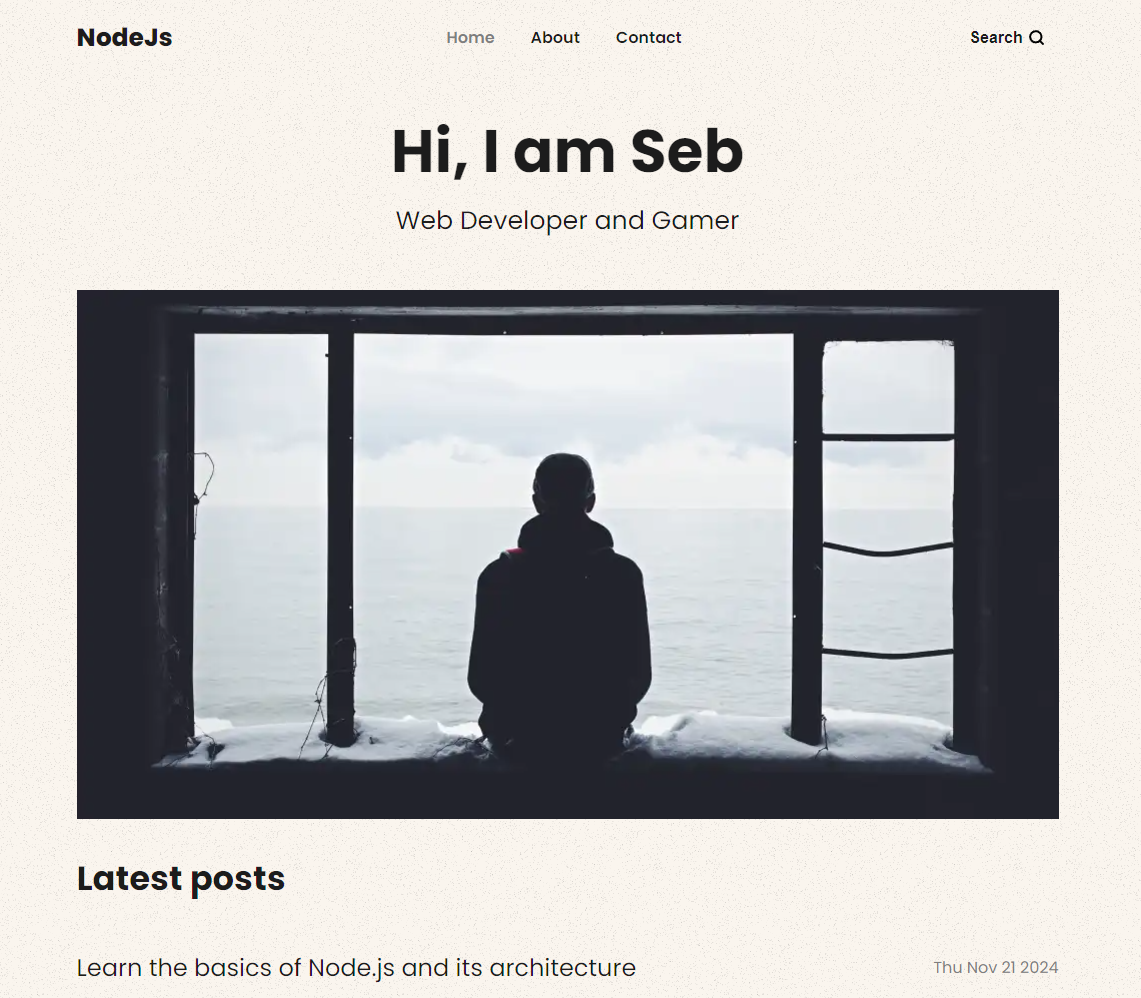 NodeJs
Home About Contact
Search
Hi, I am Seb
Web Developer and Gamer
Latest posts
Learn the basics of Node.js and its architecture
Thu Nov 21 2024